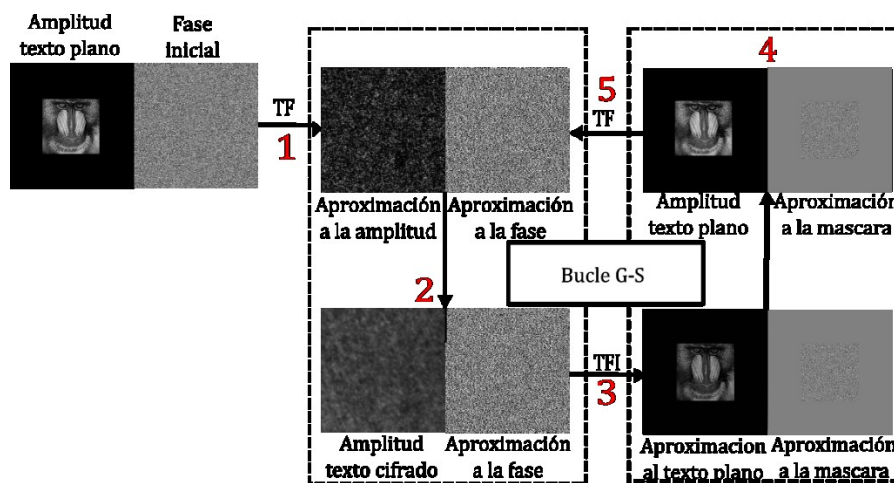 Amplitud
texto plano
Fase
inicial
TF
1
Aproximación
a la amplitud
Aproximación
a la fase
2
Amplitud
texto cifrado
Aproximación
a la fase
Bucle G-S
TFI
3
4
5
TF
Amplitud
texto plano
Aproximación
a la mascara
Aproximacion
al texto plano
Aproximación
a la mascara